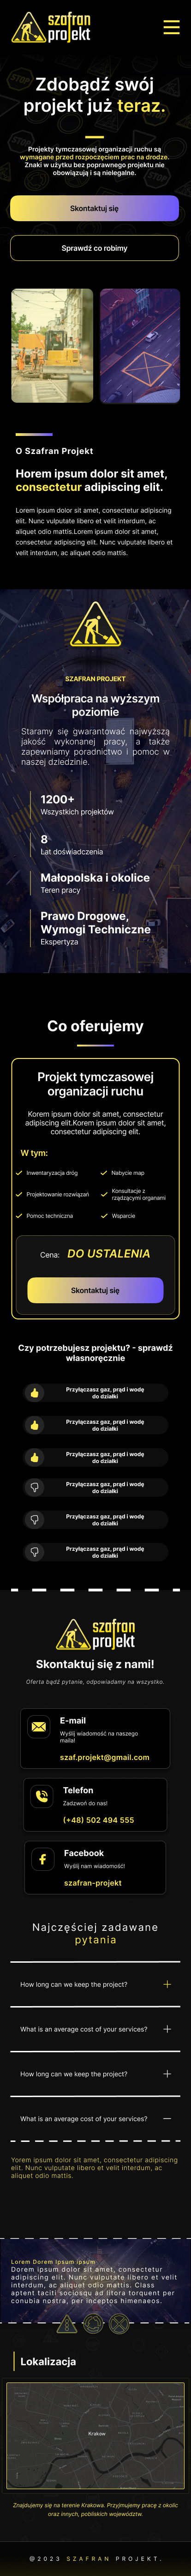 szafran
projekt
Zdobądź swój
projekt już teraz.
Projekty tymczasowej organizacji ruchu są
wymagane przed rozpoczęciem prac na drodze.
Znaki w użytku bez poprawnego projektu nie
obowiązują i są nielegalne.
Skontaktuj się
Sprawdź co robimy
O Szafran Projekt
Horem ipsum dolor sit amet,
consectetur adipiscing elit.
Lorem ipsum dolor sit amet, consectetur adipiscing
elit. Nunc vulputate libero et velit interdum, ac
aliquet odio mattis.Lorem ipsum dolor sit amet,
consectetur adipiscing elit. Nunc vulputate libero et
velit interdum, ac aliquet odio mattis.
SZAFRAN PROJEKT
Współpraca na wyższym
poziomie
Staramy się gwarantować najwyższą
jakość wykonanej pracy, a także
zapewniamy poradnictwo i pomoc w
naszej dziedzinie.
1200+
Wszystkich projektów
8
Lat doświadczenia
Małopolska i okolice
Teren pracy
Prawo Drogowe,
Wymogi Techniczne
Ekspertyza
Co oferujemy
Projekt tymczasowej
organizacji ruchu
Korem ipsum dolor sit amet, consectetur
adipiscing elit.Korem ipsum dolor sit amet,
consectetur adipiscing elit.
W tym:
Inwentaryzacja dróg
Nabycie map
Projektowanie rozwiązań
Konsultacje z
rządzącymi organami
Pomoc techniczna
Wsparcie
Cena: DO USTALENIA
Skontaktuj się
Czy potrzebujesz projektu? - sprawdź
własnoręcznie
Przyłączasz gaz, prąd i wodę
do działki
Przyłączasz gaz, prąd i wodę
do działki
Przyłączasz gaz, prąd i wodę
do działki
Przyłączasz gaz, prąd i wodę
do działki
Przyłączasz gaz, prąd i wodę
do działki
Przyłączasz gaz, prąd i wodę
do działki
szafran
projekt
Skontaktuj się z nami!
Oferta bądź pytanie, odpowiadamy na wszystko.
E-mail
Wyślij wiadomość na naszego
maila!
szaf.projekt@gmail.com
Telefon
Zadzwoń do nas!
(+48) 502 494 555
Facebook
Wyślij nam wiadomość!
szafran-projekt
Najczęściej zadawane
pytania
How long can we keep the project?
What is an average cost of your services?
How long can we keep the project?
What is an average cost of your services?
Yorem ipsum dolor sit amet, consectetur adipiscing
elit. Nunc vulputate libero et velit interdum, ac
aliquet odio mattis.
Lorem Dorem Ipsum ipsum
Dorem ipsum dolor sit amet, consectetur
adipiscing elit. Nunc vulputate libero et velit
interdum, ac aliquet odio mattis. Class
aptent taciti sociosqu ad litora torquent per
conubia nostra, per inceptos himenaeos.
Lokalizacja
Krakow
Znajdujemy się na terenie Krakowa. Przyjmujemy pracę z okolic
oraz innych, pobliskich województw.
@2023 SZAFRAN PROJEKT.